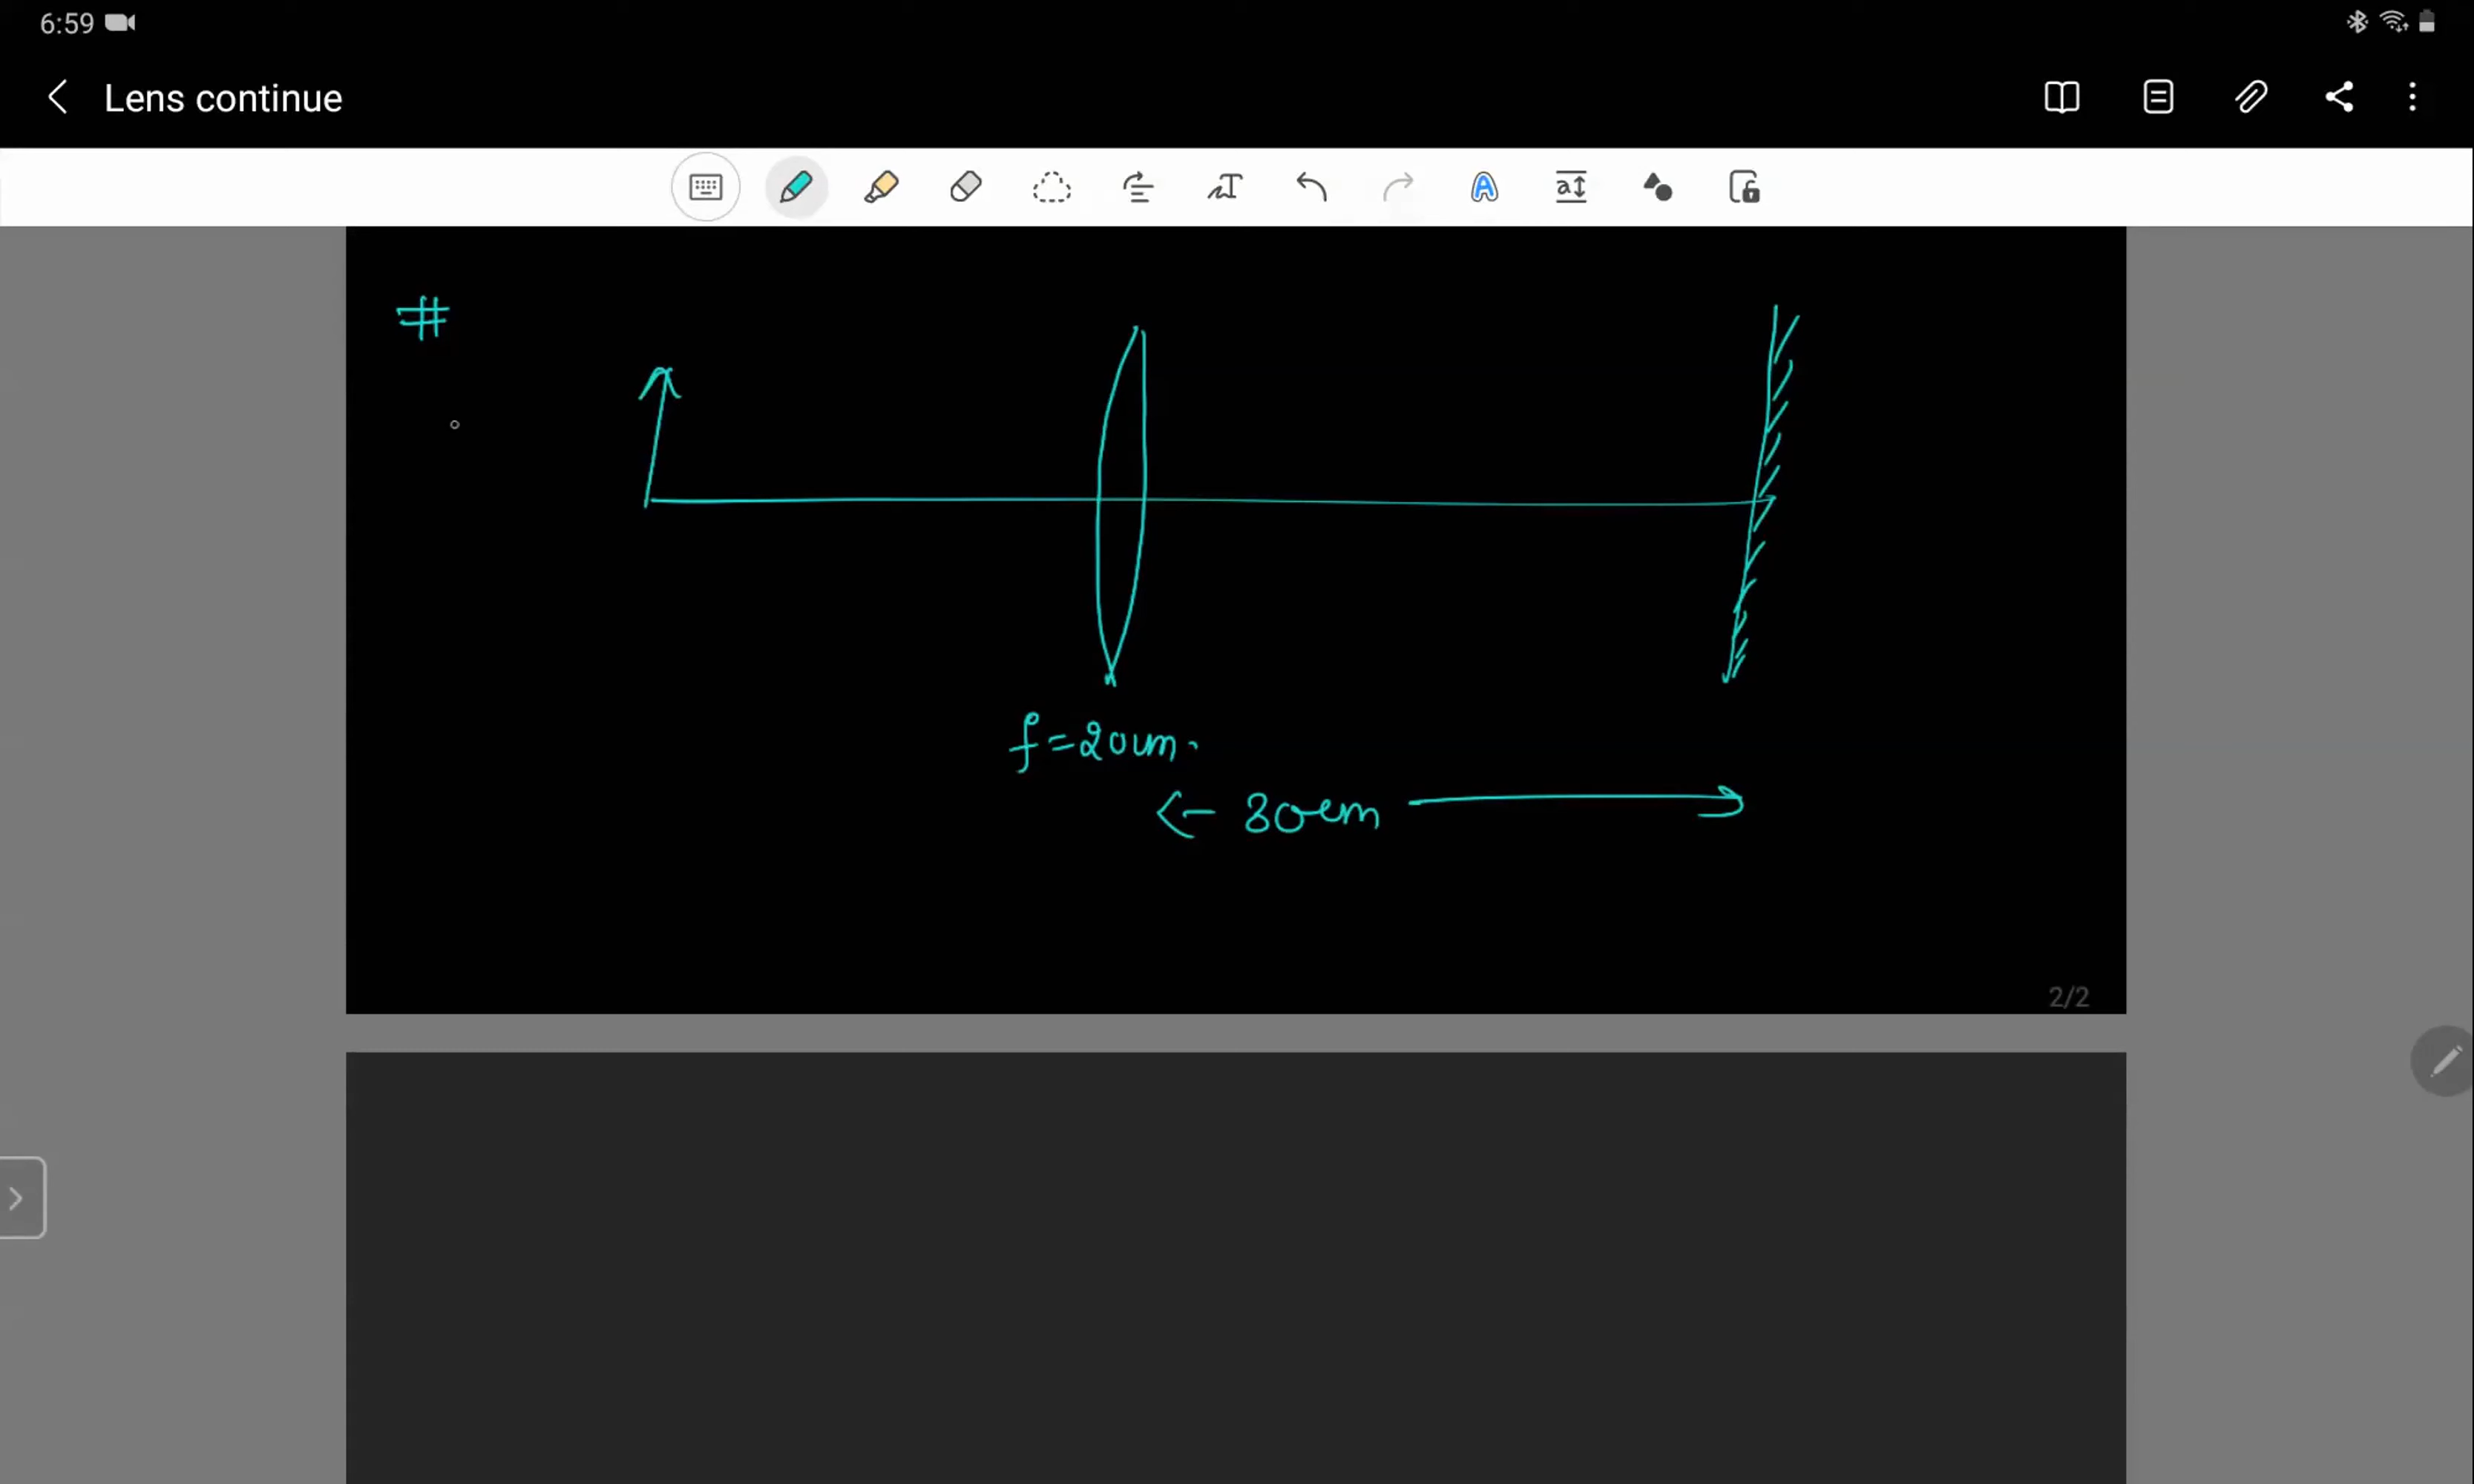 6:59
Lens continue
#
f=20cm.
← 80cm →
2/2